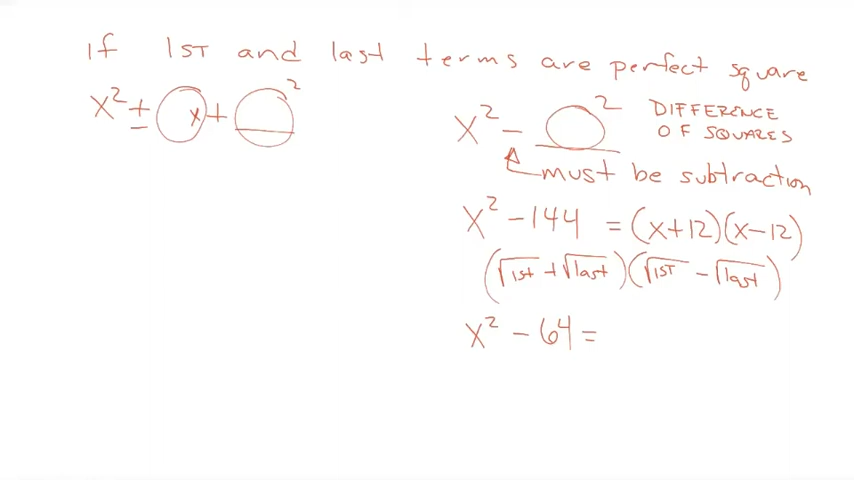 if 1ST and last terms are perfect square
x² ± ◯x + ◯²
x² − ◯² DIFFERENCE
OF SQUARES
must be subtraction
x² − 144 = (x+12)(x−12)
(√1st + √last)(√1st − √last)
x² − 64 =